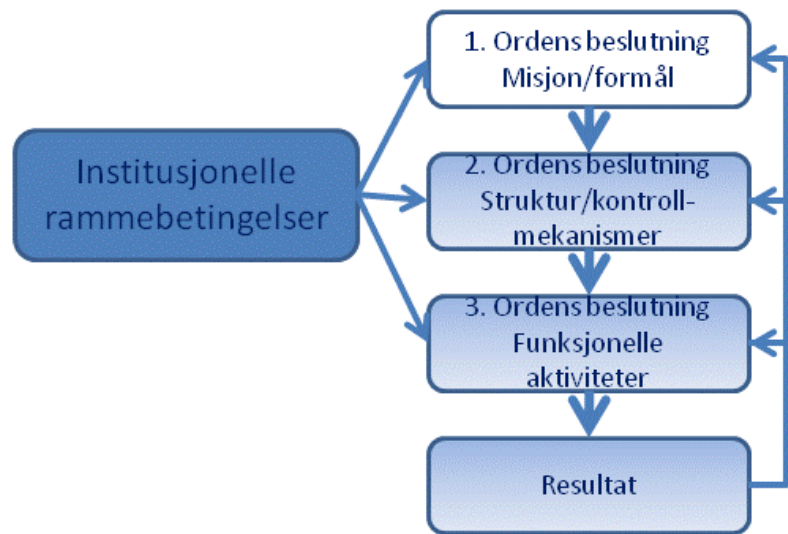 Institusjonelle
rammebetingelser
1. Ordens beslutning
Misjon/formål
2. Ordens beslutning
Struktur/kontroll-
mekanismer
3. Ordens beslutning
Funksjonelle
aktiviteter
Resultat